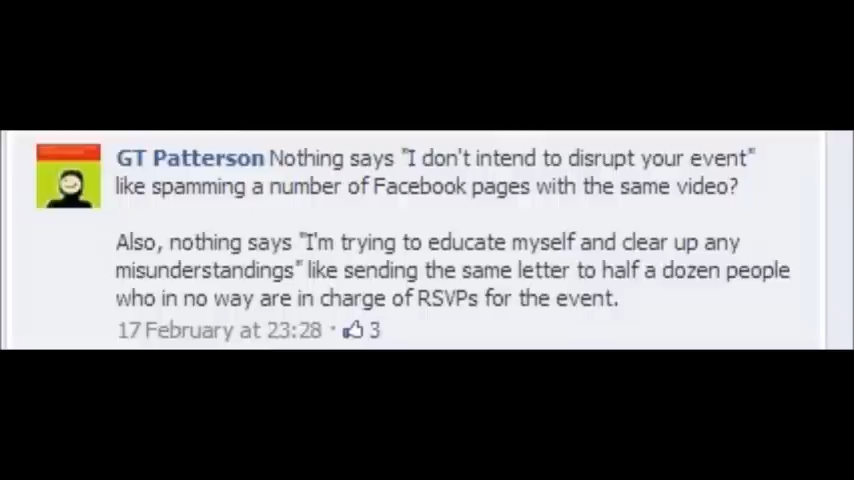 GT Patterson Nothing says "I don't intend to disrupt your event"
like spamming a number of Facebook pages with the same video?
Also, nothing says "I'm trying to educate myself and clear up any
misunderstandings" like sending the same letter to half a dozen people
who in no way are in charge of RSVPs for the event.
17 February at 23:28 · 3